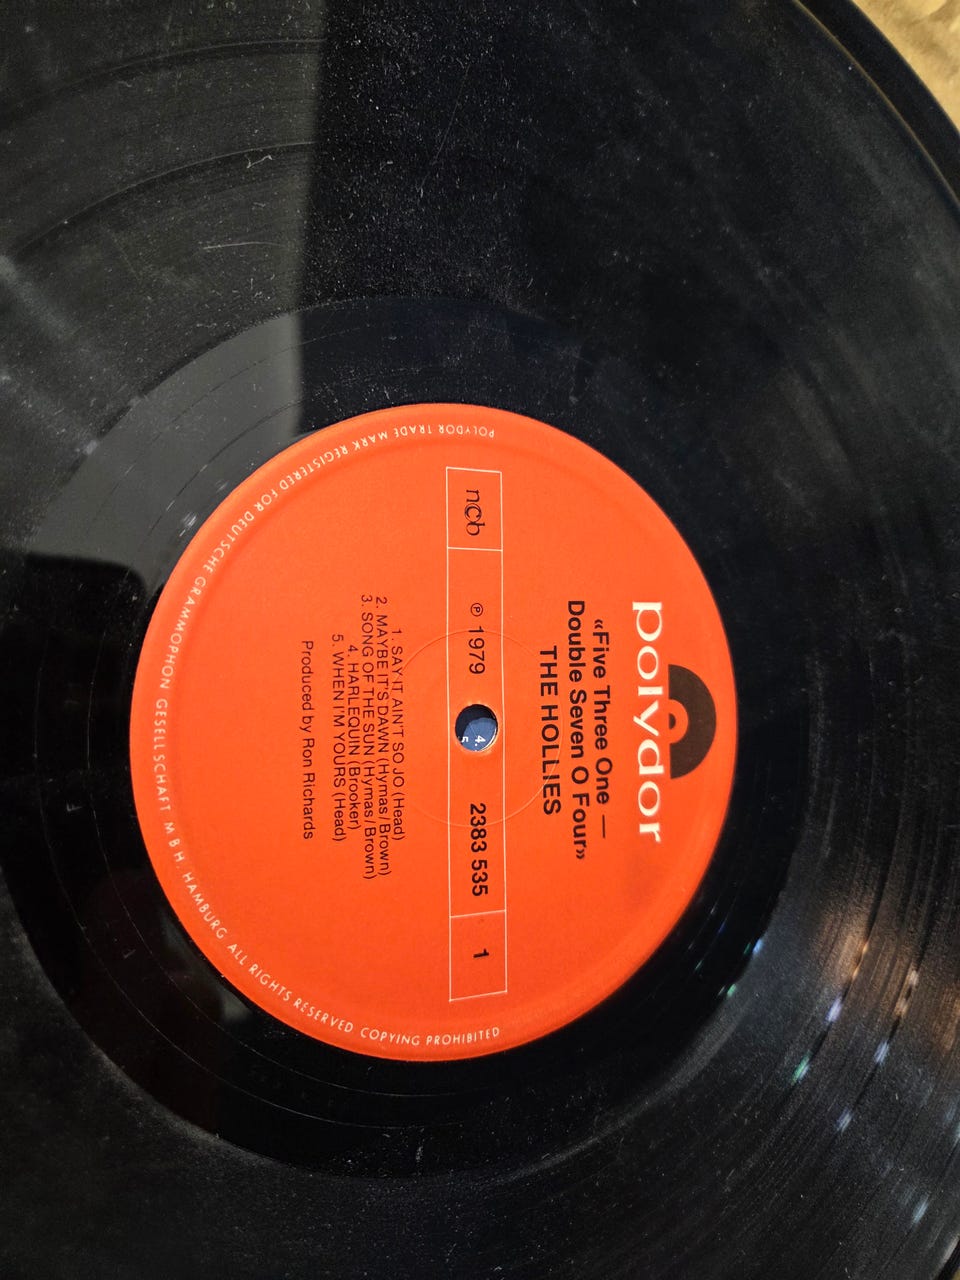 polydor
«Five Three One —
Double Seven O Four»
THE HOLLIES
n©b
℗ 1979
2383 535
1
1. SAY IT AIN'T SO JO (Head)
2. MAYBE IT'S DAWN (Hymas/Brown)
3. SONG OF THE SUN (Hymas/Brown)
4. HARLEQUIN (Brooker)
5. WHEN I'M YOURS (Head)
Produced by Ron Richards
POLYDOR TRADE MARK REGISTERED FOR DEUTSCHE GRAMMOPHON GESELLSCHAFT M.B.H. HAMBURG ALL RIGHTS RESERVED COPYING PROHIBITED
4.
5